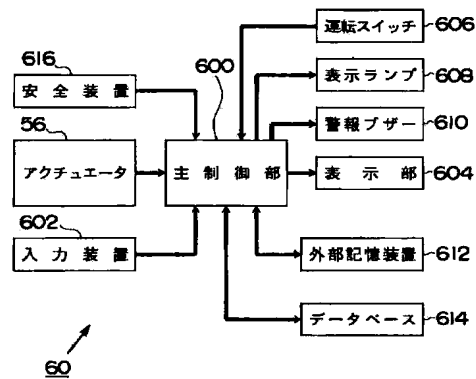 運転スイッチ 606
616 600 表示ランプ 608
安全装置
56 警報ブザー 610
アクチュエータ 主制御部 表示部 604
602
入力装置 外部記憶装置 612
60 データベース 614